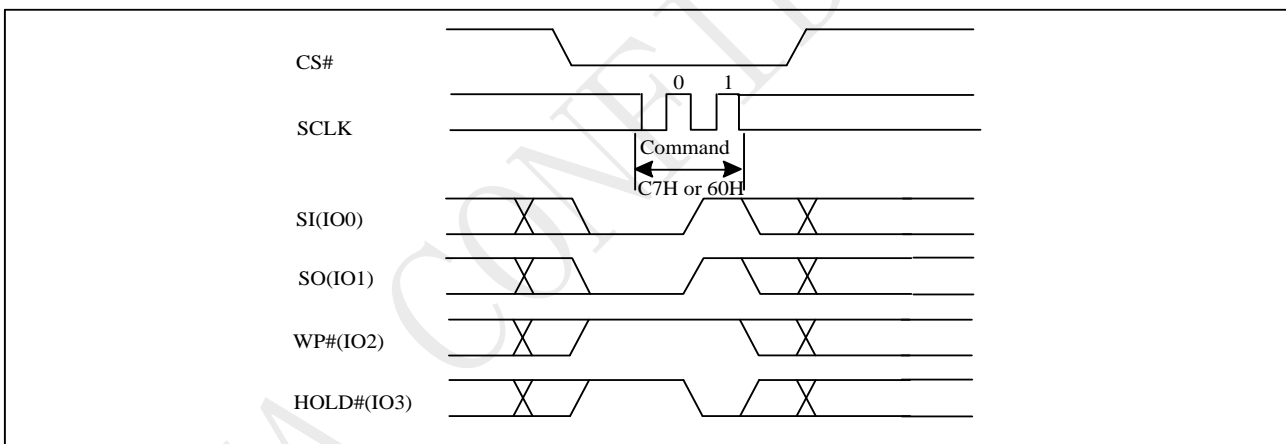 CS#
0 1
SCLK
Command
C7H or 60H
SI(IO0)
SO(IO1)
WP#(IO2)
HOLD#(IO3)